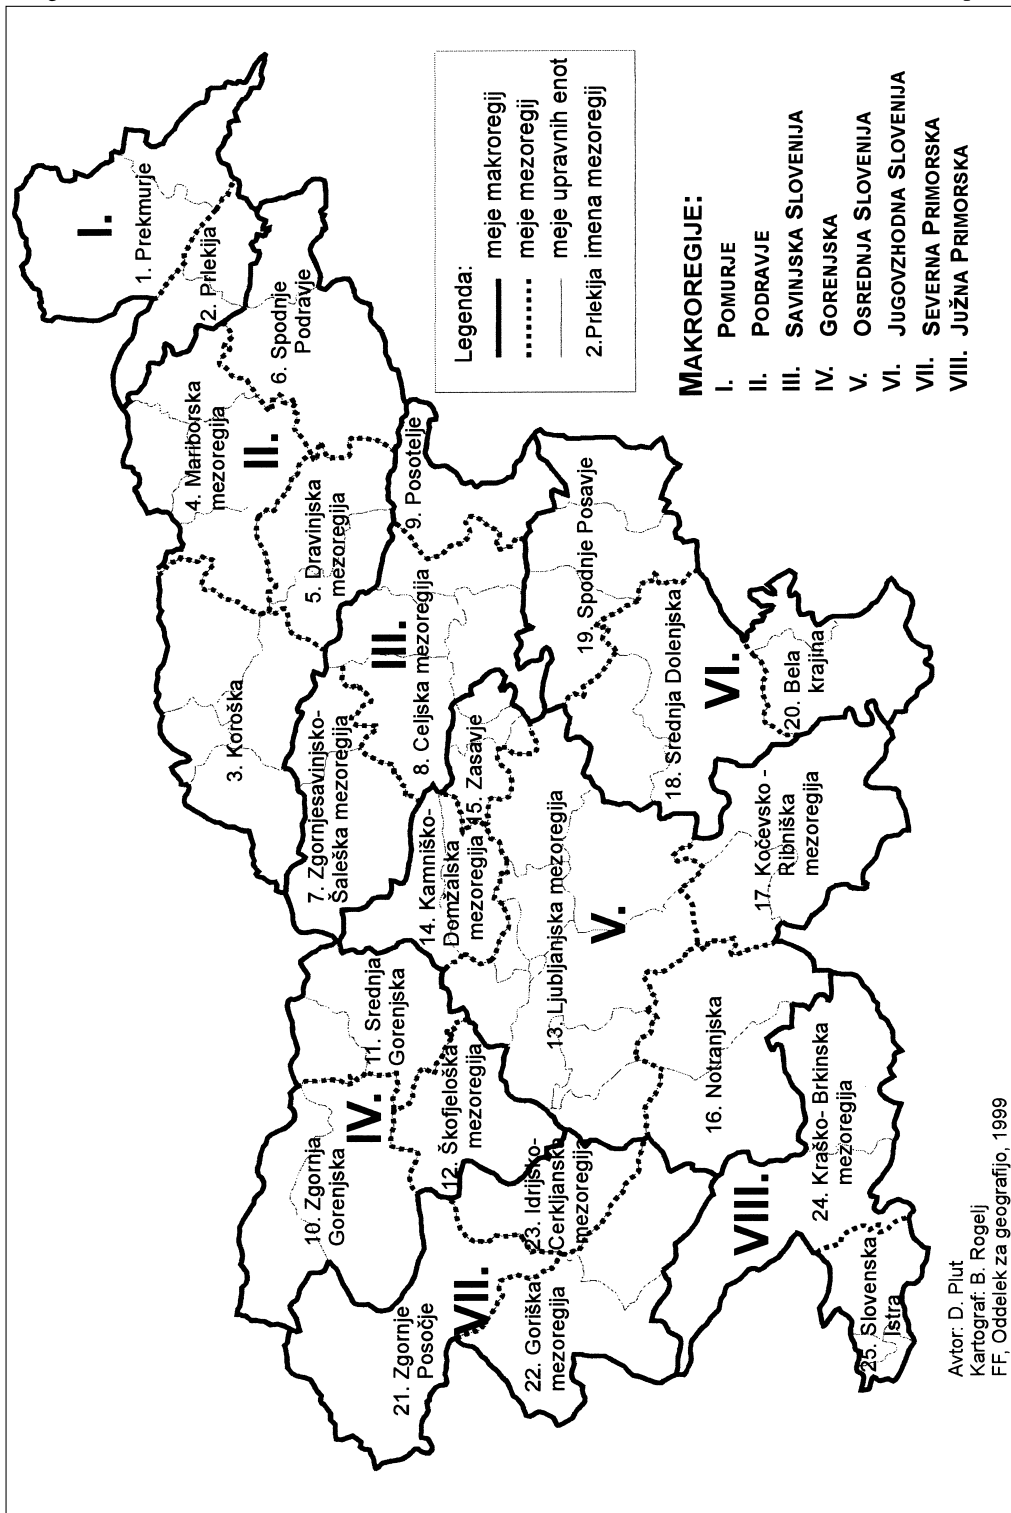 I.
1. Prekmurje
2. Prlekija
II.
3. Koroška
4. Mariborska
mezoregija
5. Dravinjska
mezoregija
6. Spodnje
Podravje
III.
7. Zgornjesavinjsko-
Šaleška mezoregija
8. Celjska mezoregija
9. Posotelje
IV.
10. Zgornja
Gorenjska
11. Srednja
Gorenjska
12. Škofjeloška
mezoregija
V.
13. Ljubljanska mezoregija
14. Kamniško-
Domžalska
mezoregija
15. Zasavje
16. Notranjska
17. Kočevsko -
Ribniška
mezoregija
VI.
18. Srednja Dolenjska
19. Spodnje Posavje
20. Bela
krajina
VII.
21. Zgornje
Posočje
22. Goriška
mezoregija
23. Idrijsko-
Cerkljanska
mezoregija
VIII.
24. Kraško- Brkinska
mezoregija
25. Slovenska
Istra
Legenda:
meje makroregij
meje mezoregij
meje upravnih enot
2.Prlekija imena mezoregij
MAKROREGIJE:
I. POMURJE
II. PODRAVJE
III. SAVINJSKA SLOVENIJA
IV. GORENJSKA
V. OSREDNJA SLOVENIJA
VI. JUGOVZHODNA SLOVENIJA
VII. SEVERNA PRIMORSKA
VIII. JUŽNA PRIMORSKA
Avtor: D. Plut
Kartograf: B. Rogelj
FF, Oddelek za geografijo, 1999